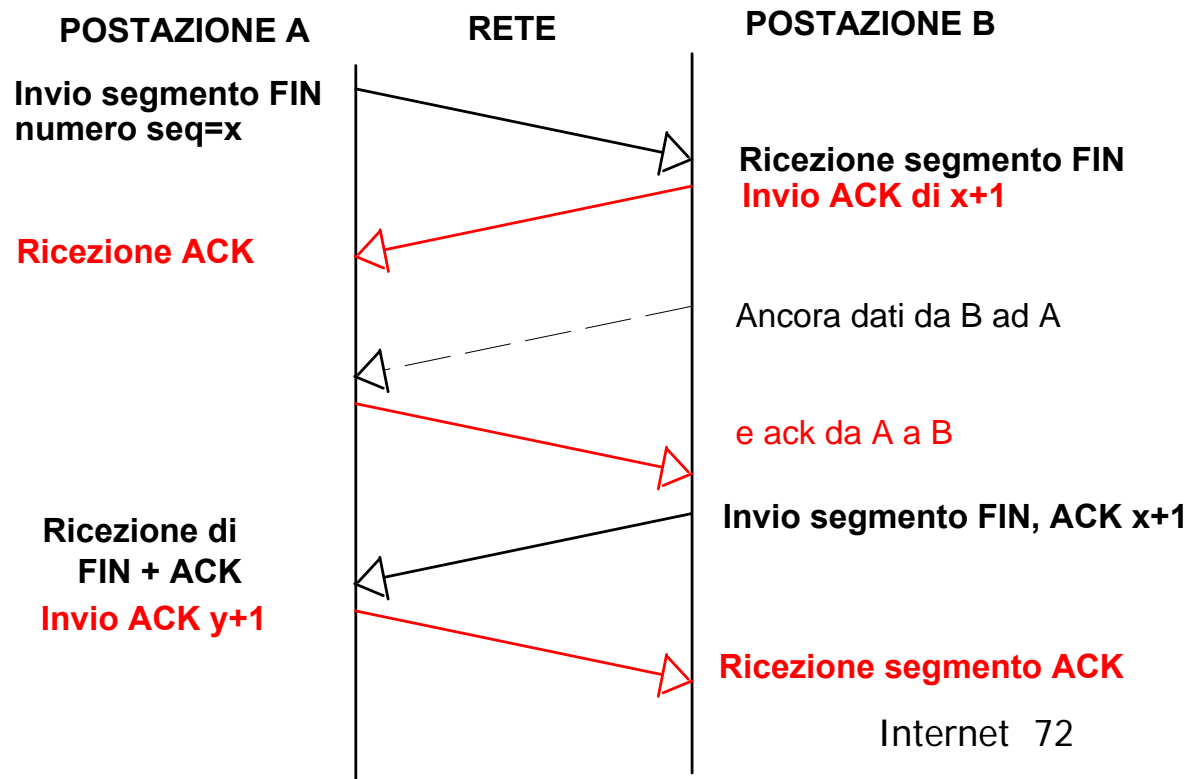 POSTAZIONE A
RETE
POSTAZIONE B
Invio segmento FIN
numero seq=x
Ricezione segmento FIN
Invio ACK di x+1
Ricezione ACK
Ancora dati da B ad A
e ack da A a B
Invio segmento FIN, ACK x+1
Ricezione di
FIN + ACK
Invio ACK y+1
Ricezione segmento ACK
Internet 72